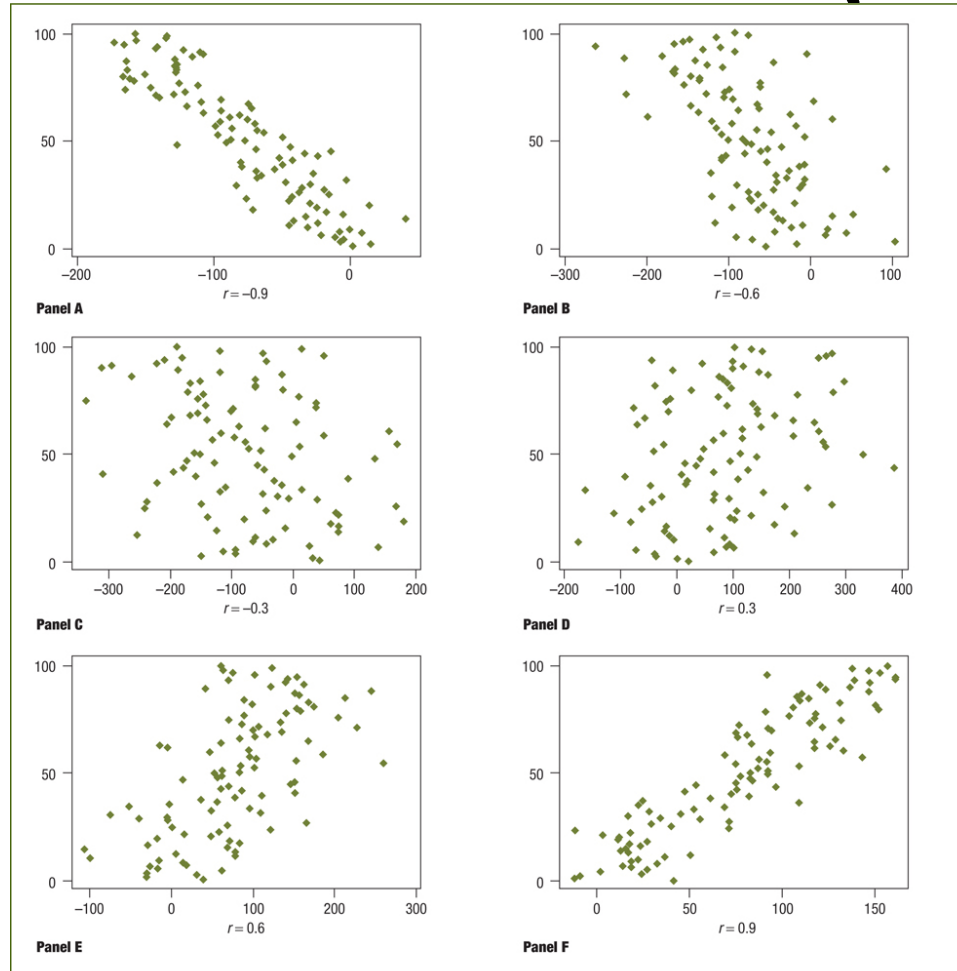 100
50
0
−200 −100 0
r = –0.9
Panel A
100
50
0
−300 −200 −100 0 100
r = –0.6
Panel B
100
50
0
−300 −200 −100 0 100 200
r = –0.3
Panel C
100
50
0
−200 −100 0 100 200 300 400
r = 0.3
Panel D
100
50
0
−100 0 100 200 300
r = 0.6
Panel E
100
50
0
0 50 100 150
r = 0.9
Panel F